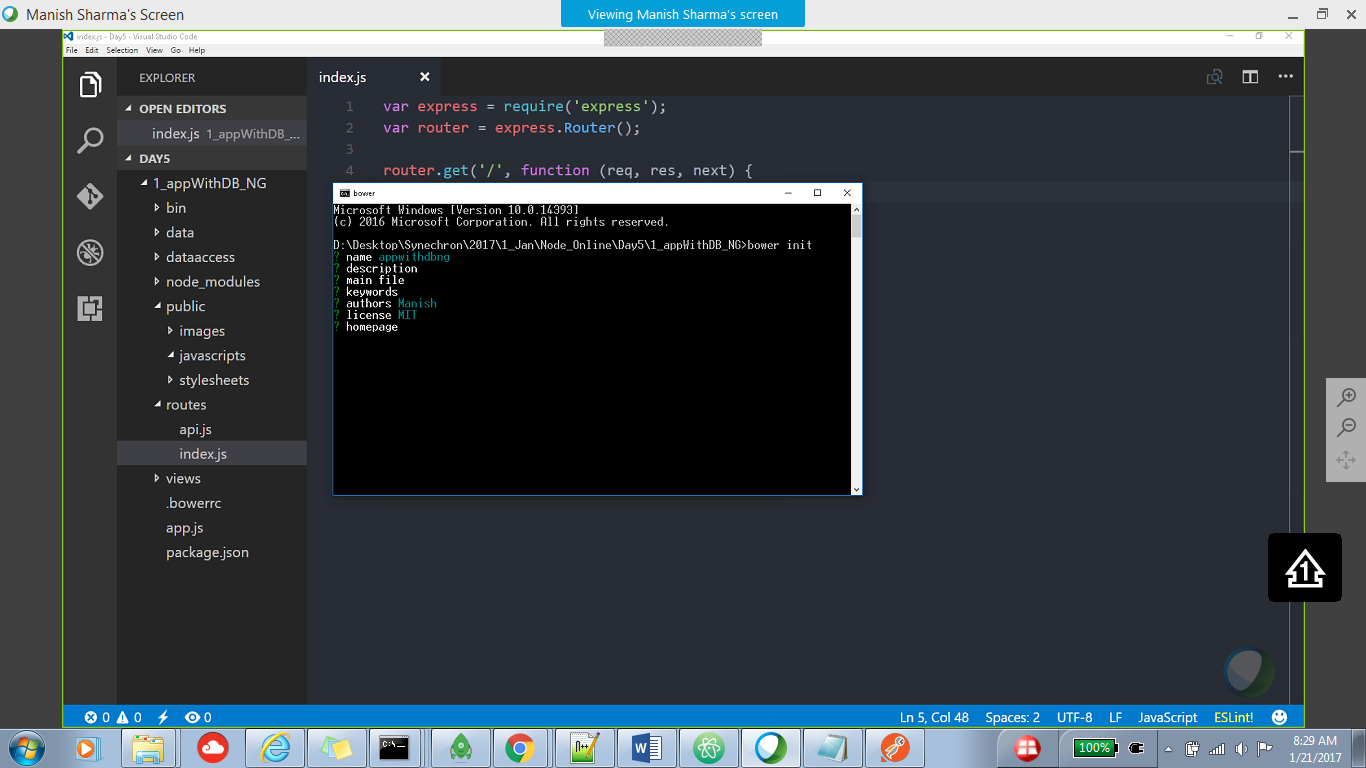 Manish Sharma's Screen
Viewing Manish Sharma's screen
index.js - Day5 - Visual Studio Code
File Edit Selection View Go Help
EXPLORER
OPEN EDITORS
index.js 1_appWithDB_...
DAY5
1_appWithDB_NG
bin
data
dataaccess
node_modules
public
images
javascripts
stylesheets
routes
api.js
index.js
views
.bowerrc
app.js
package.json
index.js
1 var express = require('express');
2 var router = express.Router();
3
4 router.get('/', function (req, res, next) {
bower
Microsoft Windows [Version 10.0.14393]
(c) 2016 Microsoft Corporation. All rights reserved.
D:\Desktop\Synechron\2017\1_Jan\Node_Online\Day5\1_appWithDB_NG>bower init
? name appwithdbng
? description
? main file
? keywords
? authors Manish
? license MIT
? homepage
1
0 0 0
Ln 5, Col 48 Spaces: 2 UTF-8 LF JavaScript ESLint!
100%
8:29 AM
1/21/2017